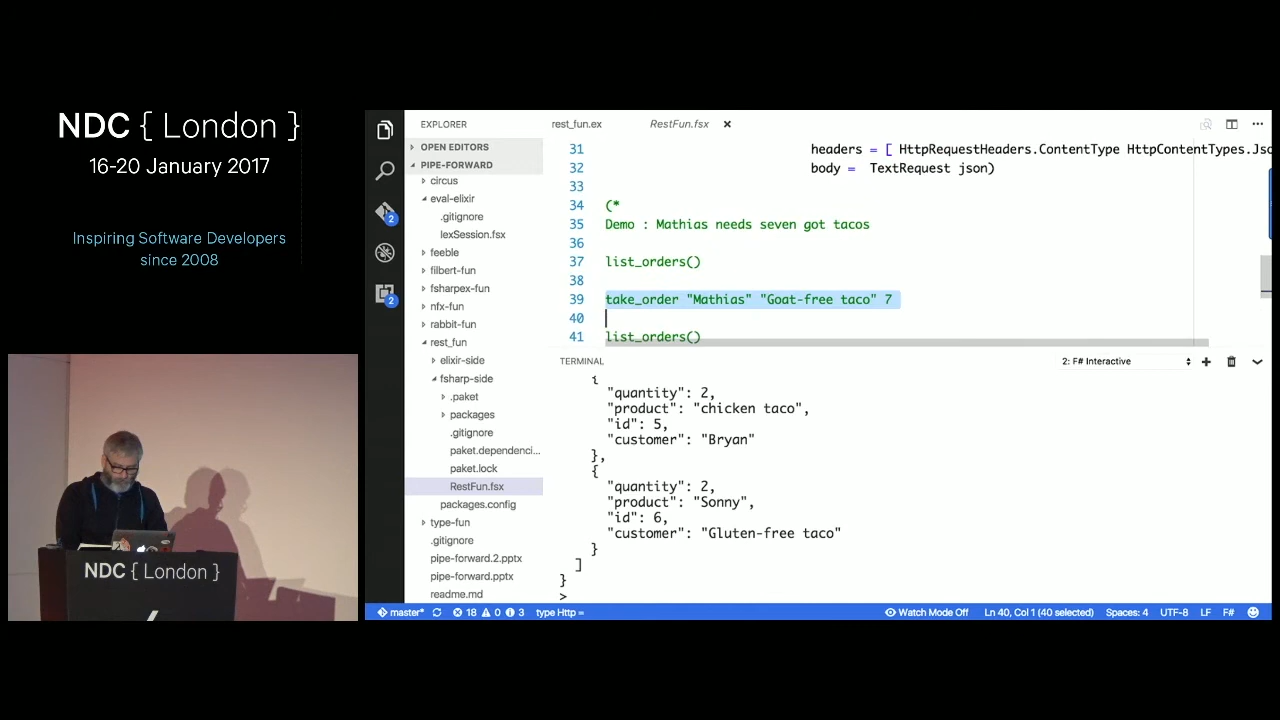 NDC { London }
16-20 January 2017
Inspiring Software Developers
since 2008
NDC { London }
EXPLORER
OPEN EDITORS
PIPE-FORWARD
circus
eval-elixir
.gitignore
IexSession.fsx
feeble
filbert-fun
fsharpex-fun
nfx-fun
rabbit-fun
rest_fun
elixir-side
fsharp-side
.paket
packages
.gitignore
paket.dependenci...
paket.lock
RestFun.fsx
packages.config
type-fun
.gitignore
pipe-forward.2.pptx
pipe-forward.pptx
readme.md
2
2
rest_fun.ex
RestFun.fsx
31 headers = [ HttpRequestHeaders.ContentType HttpContentTypes.Jso
32 body = TextRequest json)
33
34 (*
35 Demo : Mathias needs seven got tacos
36
37 list_orders()
38
39 take_order "Mathias" "Goat-free taco" 7
40
41 list_orders()
TERMINAL
2: F# Interactive
{
"quantity": 2,
"product": "chicken taco",
"id": 5,
"customer": "Bryan"
},
{
"quantity": 2,
"product": "Sonny",
"id": 6,
"customer": "Gluten-free taco"
}
]
}
>
master* 18 0 3 type Http = Watch Mode Off Ln 40, Col 1 (40 selected) Spaces: 4 UTF-8 LF F#